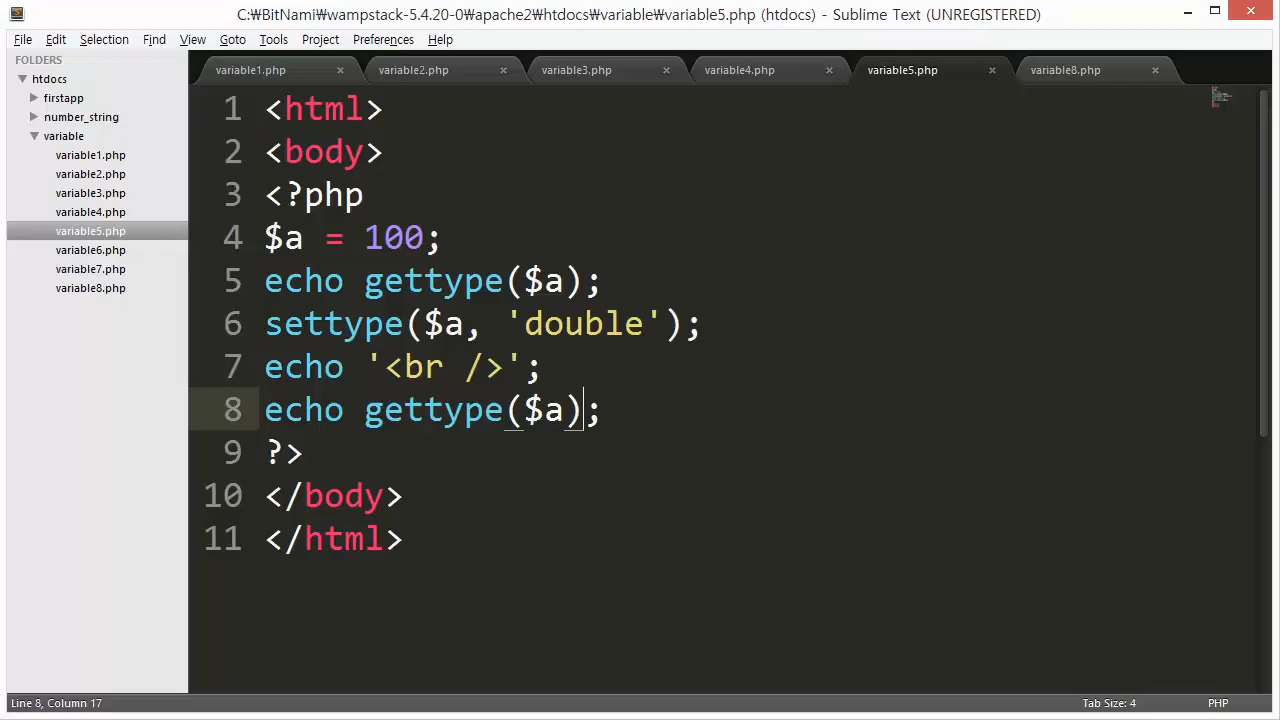 C:₩BitNami₩wampstack-5.4.20-0₩apache2₩htdocs₩variable₩variable5.php (htdocs) - Sublime Text (UNREGISTERED)
File Edit Selection Find View Goto Tools Project Preferences Help
FOLDERS
htdocs
firstapp
number_string
variable
variable1.php
variable2.php
variable3.php
variable4.php
variable5.php
variable6.php
variable7.php
variable8.php
variable1.php variable2.php variable3.php variable4.php variable5.php variable8.php
1 <html>
2 <body>
3 <?php
4 $a = 100;
5 echo gettype($a);
6 settype($a, 'double');
7 echo '<br />';
8 echo gettype($a);
9 ?>
10 </body>
11 </html>
Line 8, Column 17 Tab Size: 4 PHP